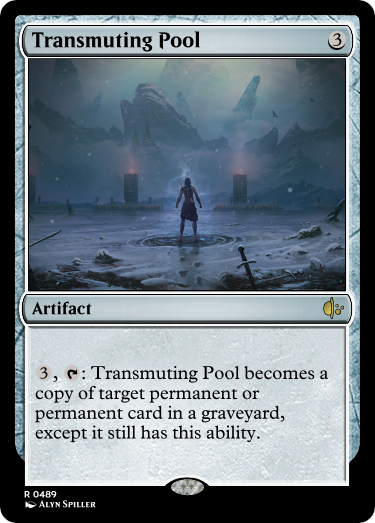 Transmuting Pool 3
Artifact
3, : Transmuting Pool becomes a
copy of target permanent or
permanent card in a graveyard,
except it still has this ability.
R 0489
Alyn Spiller